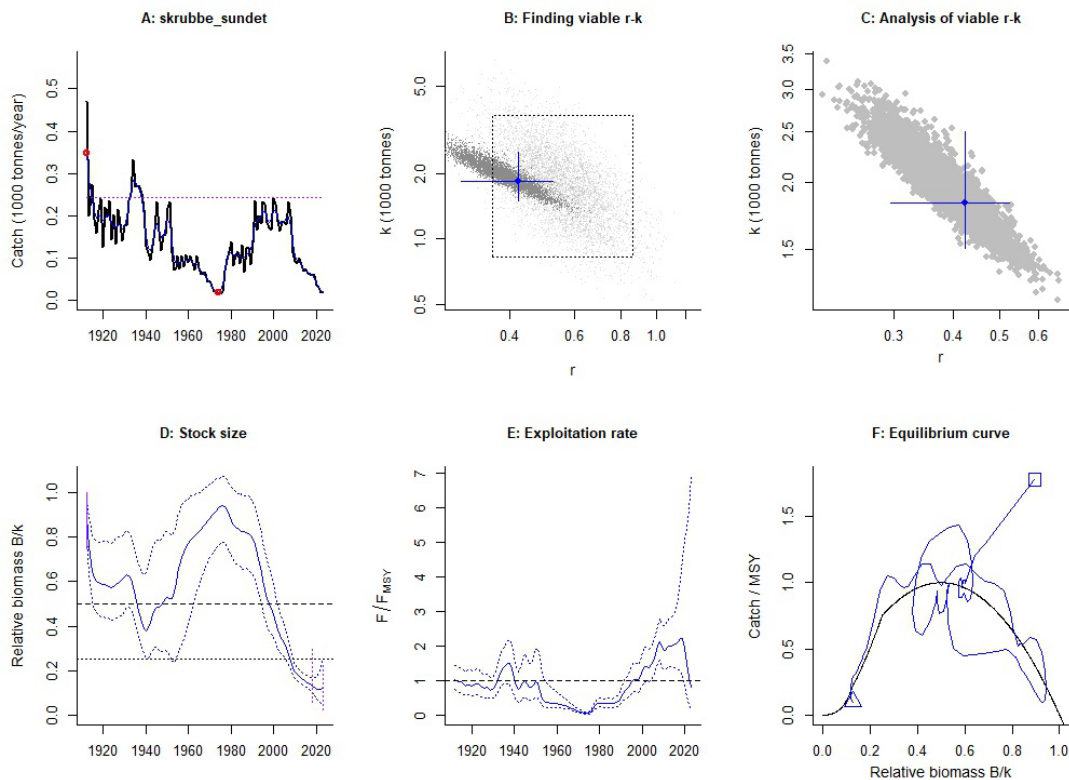 A: skrubbe_sundet
Catch (1000 tonnes/year)
0.5
0.4
0.3
0.2
0.1
0.0
1920 1940 1960 1980 2000 2020
B: Finding viable r-k
k (1000 tonnes)
5.0
2.0
1.0
0.5
0.4 0.6 0.8 1.0
r
C: Analysis of viable r-k
k (1000 tonnes)
3.5
3.0
2.5
2.0
1.5
0.3 0.4 0.5 0.6
r
D: Stock size
Relative biomass B/k
1.0
0.8
0.6
0.4
0.2
0.0
1920 1940 1960 1980 2000 2020
E: Exploitation rate
F / FMSY
7
6
5
4
3
2
1
0
1920 1940 1960 1980 2000 2020
F: Equilibrium curve
Catch / MSY
1.5
1.0
0.5
0.0
0.0 0.2 0.4 0.6 0.8 1.0
Relative biomass B/k